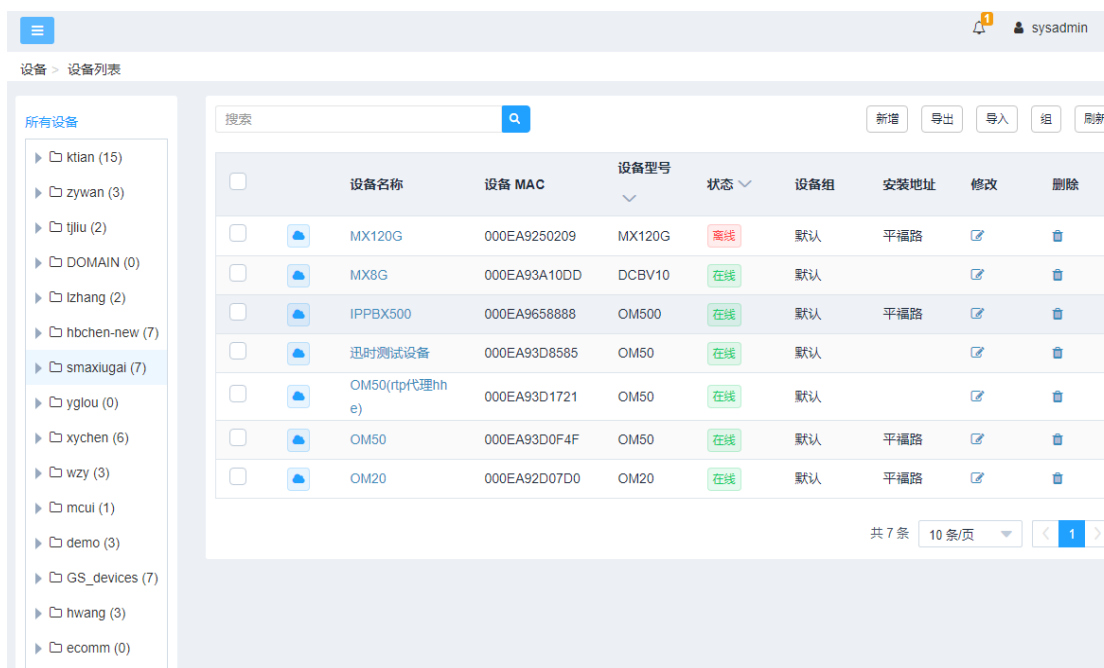 1
sysadmin
设备 > 设备列表
所有设备
ktian (15)
zywan (3)
tjliu (2)
DOMAIN (0)
lzhang (2)
hbchen-new (7)
smaxiugai (7)
yglou (0)
xychen (6)
wzy (3)
mcui (1)
demo (3)
GS_devices (7)
hwang (3)
ecomm (0)
搜索
新增 导出 导入 组 刷新
设备名称 设备 MAC 设备型号 状态 设备组 安装地址 修改 删除
MX120G 000EA9250209 MX120G 离线 默认 平福路
MX8G 000EA93A10DD DCBV10 在线 默认
IPPBX500 000EA9658888 OM500 在线 默认 平福路
迅时测试设备 000EA93D8585 OM50 在线 默认
OM50(rtp代理hh
e) 000EA93D1721 OM50 在线 默认
OM50 000EA93D0F4F OM50 在线 默认 平福路
OM20 000EA92D07D0 OM20 在线 默认 平福路
共 7 条 10 条/页 1